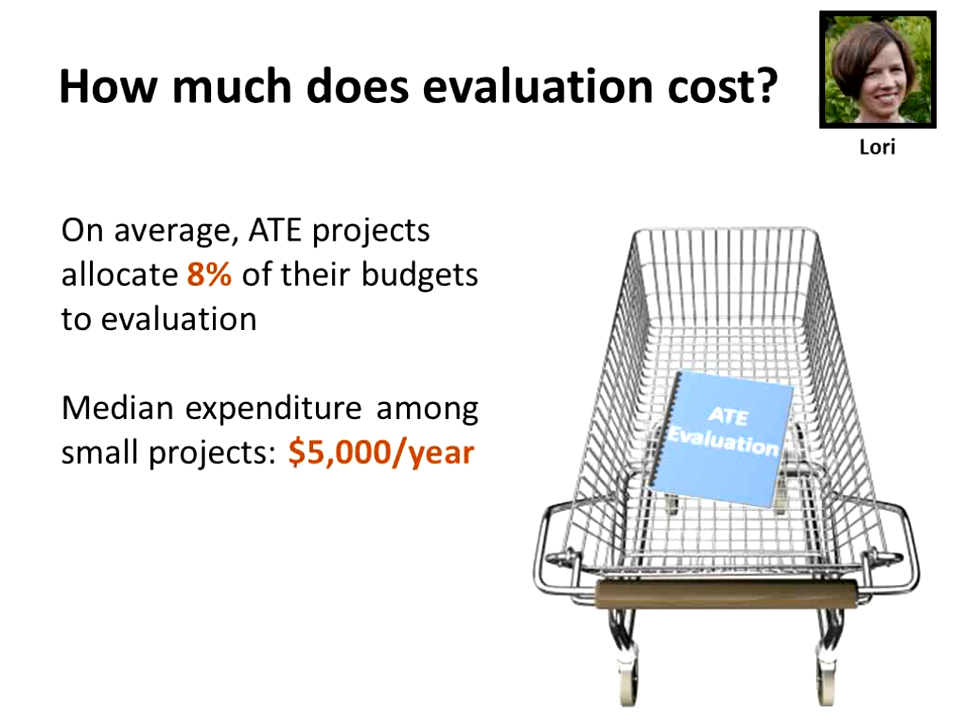 How much does evaluation cost?
Lori
On average, ATE projects
allocate 8% of their budgets
to evaluation
Median expenditure among
small projects: $5,000/year
ATE
Evaluation